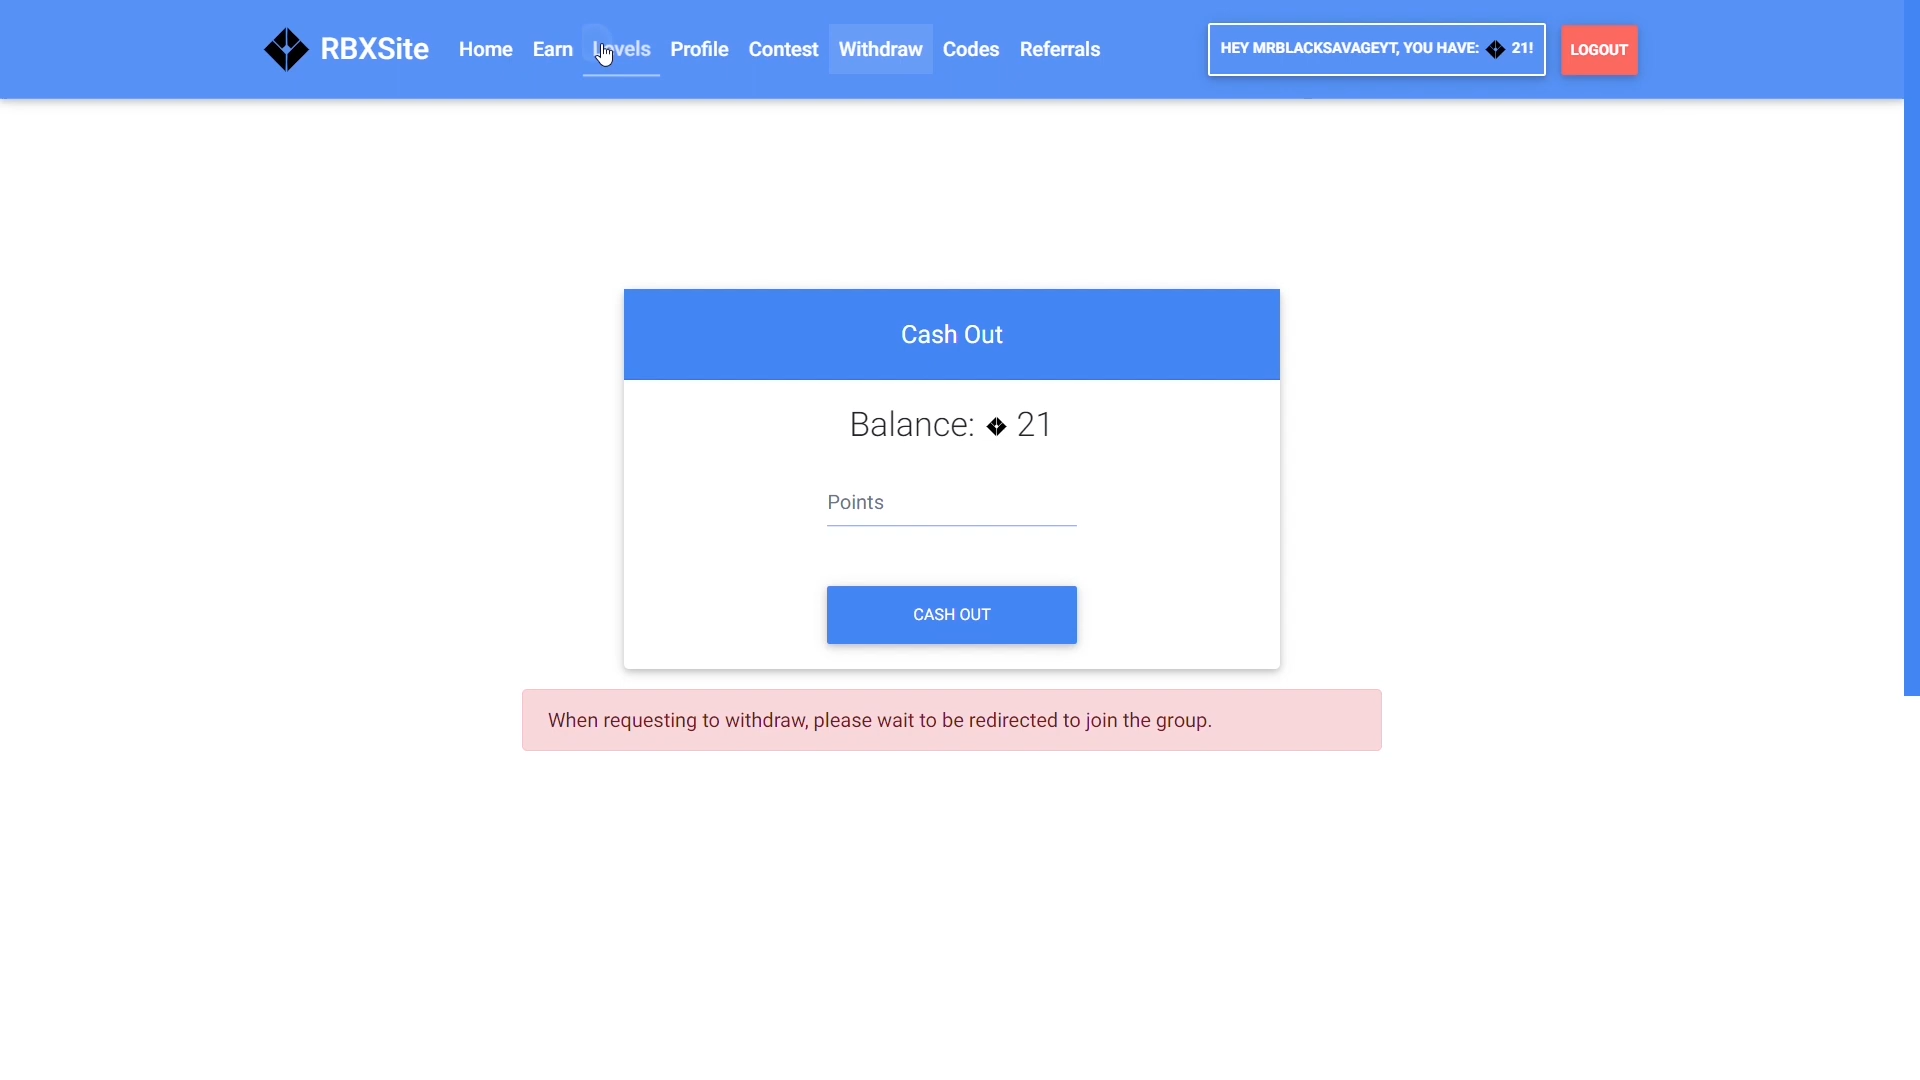 RBXSite
Home Earn Levels Profile Contest Withdraw Codes Referrals
HEY MRBLACKSAVAGEYT, YOU HAVE: 21!
LOGOUT
Cash Out
Balance: 21
Points
CASH OUT
When requesting to withdraw, please wait to be redirected to join the group.